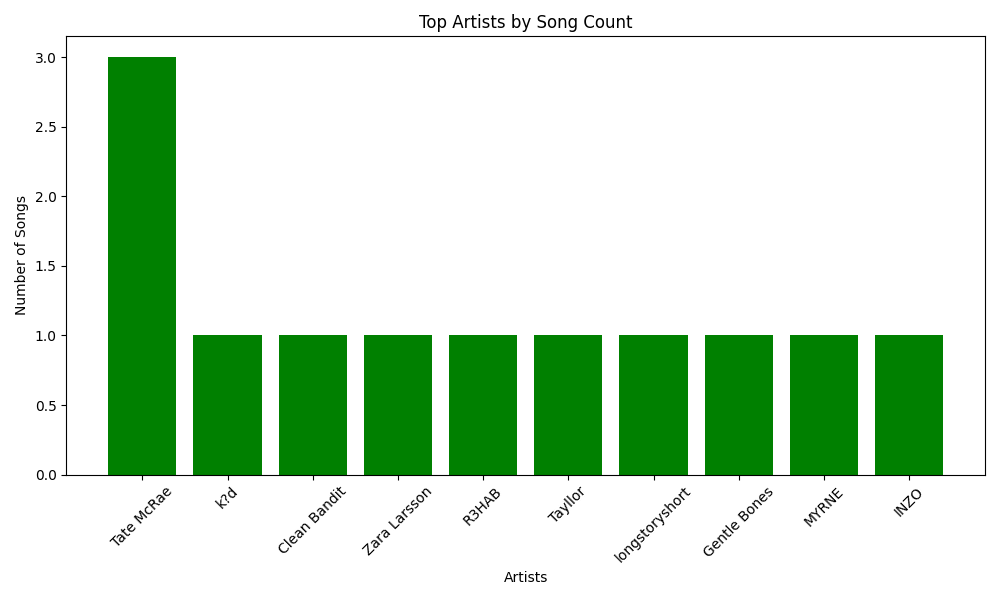 Top Artists by Song Count
Number of Songs
3.0
2.5
2.0
1.5
1.0
0.5
0.0
Tate McRae
k?d
Clean Bandit
Zara Larsson
R3HAB
Tayllor
longstoryshort
Gentle Bones
MYRNE
INZO
Artists